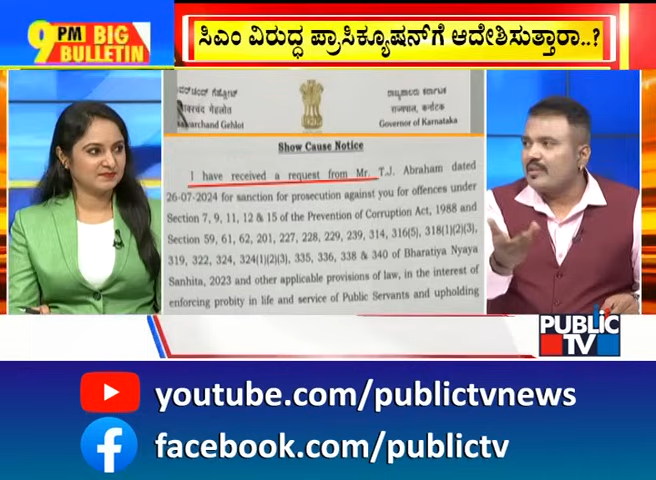 9PM BIG BULLETIN
ಸಿಎಂ ವಿರುದ್ಧ ಪ್ರಾಸಿಕ್ಯೂಷನ್‌ಗೆ ಆದೇಶಿಸುತ್ತಾರಾ..?
ರಾಜ್ಯಪಾಲರು ಕರ್ನಾಟಕ
राज्यपाल, कर्नाटक
Gehlot
Governor of Karnataka
Show Cause Notice
I have received a request from Mr. T.J. Abraham dated
26-07-2024 for sanction for prosecution against you for offences under
Section 7, 9, 11, 12 & 15 of the Prevention of Corruption Act, 1988 and
Section 59, 61, 62, 201, 227, 228, 229, 239, 314, 316(5), 318(1)(2)(3),
319, 322, 324, 324(1)(2)(3), 335, 336, 338 & 340 of Bharatiya Nyaya
Sanhita, 2023 and other applicable provisions of law, in the interest of
enforcing probity in life and service of Public Servants and upholding
PUBLIC
TV
youtube.com/publictvnews
facebook.com/publictv